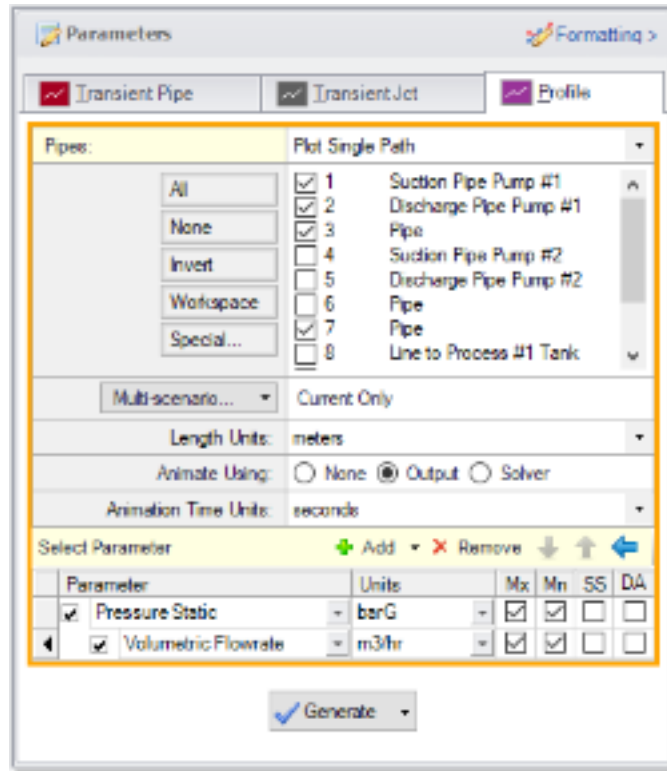 Parameters Formatting >
Transient Pipe Transient Jct Profile
Pipes: Plot Single Path
All
None
Invert
Workspace
Special...
1 Suction Pipe Pump #1
2 Discharge Pipe Pump #1
3 Pipe
4 Suction Pipe Pump #2
5 Discharge Pipe Pump #2
6 Pipe
7 Pipe
8 Line to Process #1 Tank
Multi-scenario... Current Only
Length Units: meters
Animate Using: None Output Solver
Animation Time Units: seconds
Select Parameter Add Remove
Parameter Units Mx Mn SS DA
Pressure Static barG
Volumetric Flowrate m3/hr
Generate